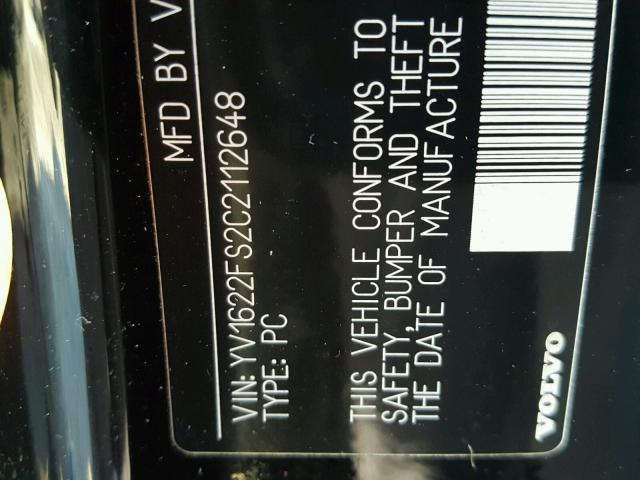 MFD BY V
VIN: YV1622FS2C2112648
TYPE: PC
THIS VEHICLE CONFORMS TO
SAFETY, BUMPER AND THEFT
THE DATE OF MANUFACTURE
VOLVO